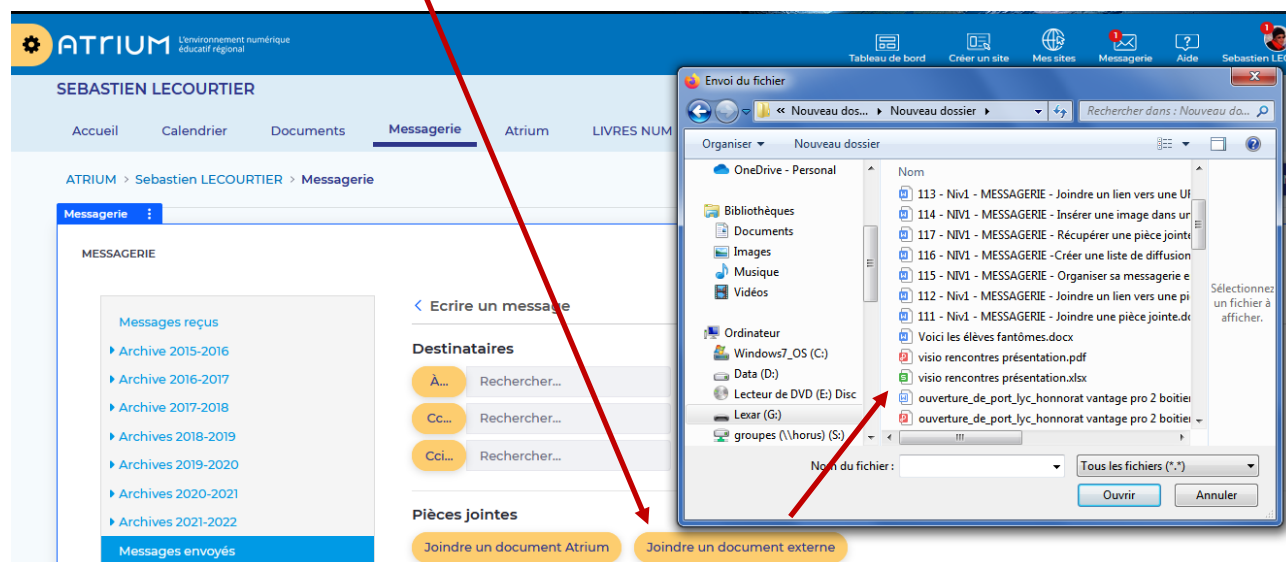 ATRIUM L'environnement numérique
éducatif régional
Tableau de bord
Créer un site
Mes sites
1
Messagerie
Aide
1
Sebastien LE
SEBASTIEN LECOURTIER
Accueil Calendrier Documents Messagerie Atrium LIVRES NUM
ATRIUM > Sebastien LECOURTIER > Messagerie
Messagerie
MESSAGERIE
Messages reçus
Archive 2015-2016
Archive 2016-2017
Archive 2017-2018
Archives 2018-2019
Archives 2019-2020
Archives 2020-2021
Archives 2021-2022
Messages envoyés
< Ecrire un message
Destinataires
À... Rechercher...
Cc... Rechercher...
Cci... Rechercher...
Pièces jointes
Joindre un document Atrium Joindre un document externe
Envoi du fichier
« Nouveau dos... Nouveau dossier
Rechercher dans : Nouveau do...
Organiser Nouveau dossier
OneDrive - Personal
Bibliothèques
Documents
Images
Musique
Vidéos
Ordinateur
Windows7_OS (C:)
Data (D:)
Lecteur de DVD (E:) Disc
Lexar (G:)
groupes (\\horus) (S:)
Nom
113 - Niv1 - MESSAGERIE - Joindre un lien vers une UR
114 - NIV1 - MESSAGERIE - Insérer une image dans un
117 - NIV1 - MESSAGERIE - Récupérer une pièce jointe
116 - NIV1 - MESSAGERIE -Créer une liste de diffusion
115 - NIV1 - MESSAGERIE - Organiser sa messagerie e
112 - Niv1 - MESSAGERIE - Joindre un lien vers une pi
111 - Niv1 - MESSAGERIE - Joindre une pièce jointe.do
Voici les élèves fantômes.docx
visio rencontres présentation.pdf
visio rencontres présentation.xlsx
ouverture_de_port_lyc_honnorat vantage pro 2 boitier
ouverture_de_port_lyc_honnorat vantage pro 2 boitier
Sélectionnez
un fichier à
afficher.
Nom du fichier :
Tous les fichiers (*.*)
Ouvrir Annuler